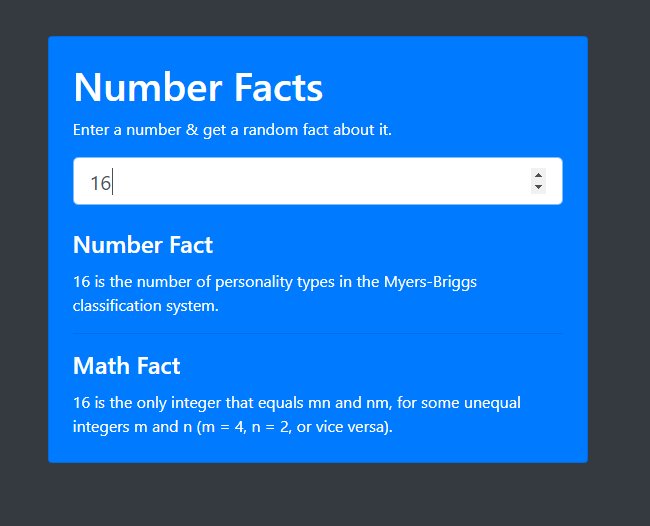 Number Facts
Enter a number & get a random fact about it.
16
Number Fact
16 is the number of personality types in the Myers-Briggs
classification system.
Math Fact
16 is the only integer that equals mn and nm, for some unequal
integers m and n (m = 4, n = 2, or vice versa).